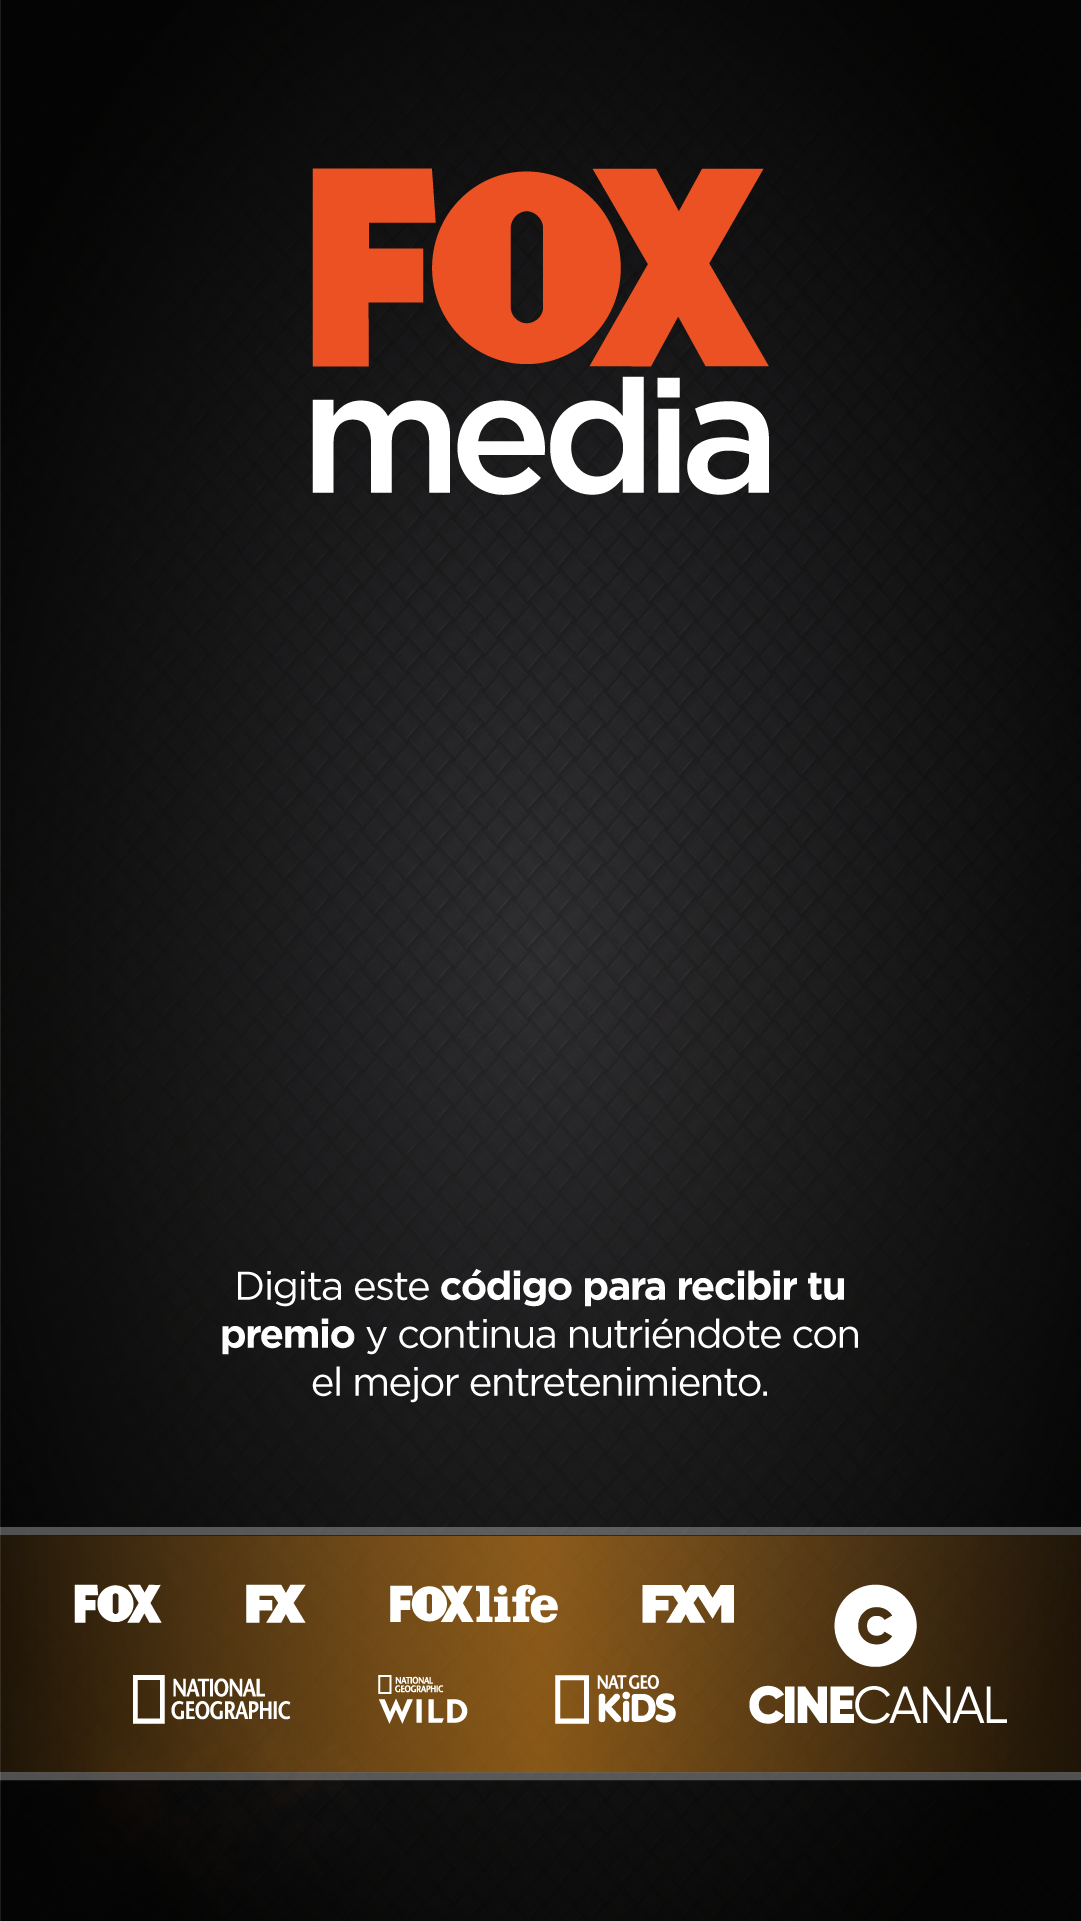 FOX
media
Digita este código para recibir tu
premio y continua nutriéndote con
el mejor entretenimiento.
FOX FX FOXlife FXM C
NATIONAL
GEOGRAPHIC
NATIONAL
GEOGRAPHIC
WILD
NAT GEO
KiDS
CINECANAL